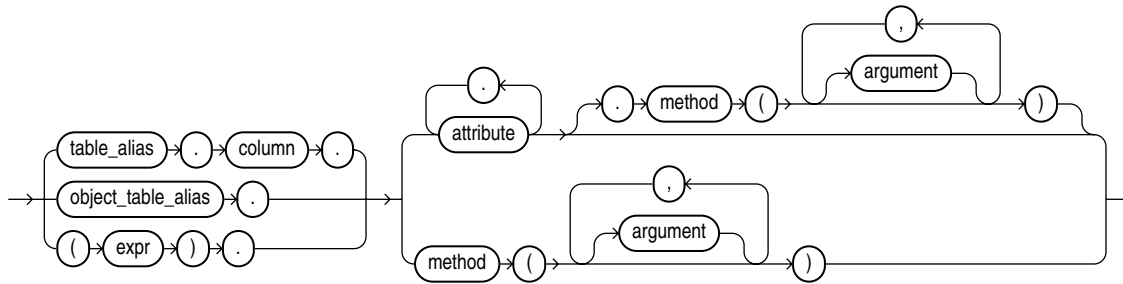 ,
argument
.
. method ( )
attribute
table_alias . column .
,
object_table_alias .
argument
( expr ) .
method ( )